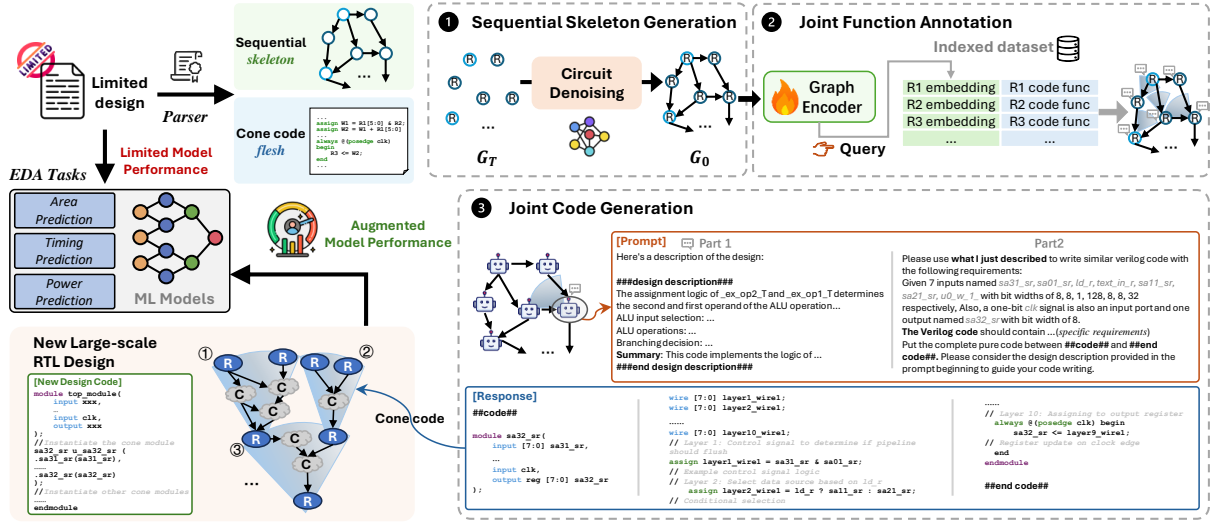 LIMITED
Limited
design
Parser
Sequential
skeleton
Cone code
flesh
...
assign W1 = R1[5:0] & R2;
assign W2 = W1 + R1[5:0]
...
always @(posedge clk)
begin
R3 <= W2;
end
...
Limited Model
Performance
EDA Tasks
Area
Prediction
Timing
Prediction
Power
Prediction
ML Models
Augmented
Model Performance
1 Sequential Skeleton Generation
R R
R
R R
R ...
Circuit
Denoising
R
R
R R
R ...
G_T
G_0
2 Joint Function Annotation
Indexed dataset
Graph
Encoder
Query
R1 embedding R1 code func
R2 embedding R2 code func
R3 embedding R3 code func
... ...
R
R
R R
R ...
3 Joint Code Generation
...
[Prompt] Part 1
Here's a description of the design:
###design description###
The assignment logic of _ex_op2_T and _ex_op1_T determines
the second and first operand of the ALU operation...
ALU input selection: ...
ALU operations: ...
Branching decision: ...
Summary: This code implements the logic of ...
###end design description###
Part2
Please use what I just described to write similar verilog code with
the following requirements:
Given 7 inputs named sa31_sr, sa01_sr, ld_r, text_in_r, sa11_sr,
sa21_sr, u0_w_1_ with bit widths of 8, 8, 1, 128, 8, 8, 32
respectively, Also, a one-bit clk signal is also an input port and one
output named sa32_sr with bit width of 8.
The Verilog code should contain ...(specific requirements)
Put the complete pure code between ##code## and ##end
code##. Please consider the design description provided in the
prompt beginning to guide your code writing.
[Response]
##code##
module sa32_sr(
input [7:0] sa31_sr,
...
input clk,
output reg [7:0] sa32_sr
);
wire [7:0] layer1_wire1;
wire [7:0] layer2_wire1;
......
wire [7:0] layer10_wire1;
// Layer 1: Control signal to determine if pipeline
should flush
assign layer1_wire1 = sa31_sr & sa01_sr;
// Example control signal logic
// Layer 2: Select data source based on ld_r
assign layer2_wire1 = ld_r ? sa11_sr : sa21_sr;
// Conditional selection
......
// Layer 10: Assigning to output register
always @(posedge clk) begin
sa32_sr <= layer9_wire1;
// Register update on clock edge
end
endmodule
##end code##
New Large-scale
RTL Design
[New Design Code]
module top_module(
input xxx,
…
input clk,
output xxx
);
//Instantiate the cone module
sa32_sr u_sa32_sr (
.sa31_sr(sa31_sr),
......
.sa32_sr(sa32_sr)
);
//Instantiate other cone modules
......
endmodule
① ②
R R R
C C C
C
③ R C R
C
R
...
Cone code